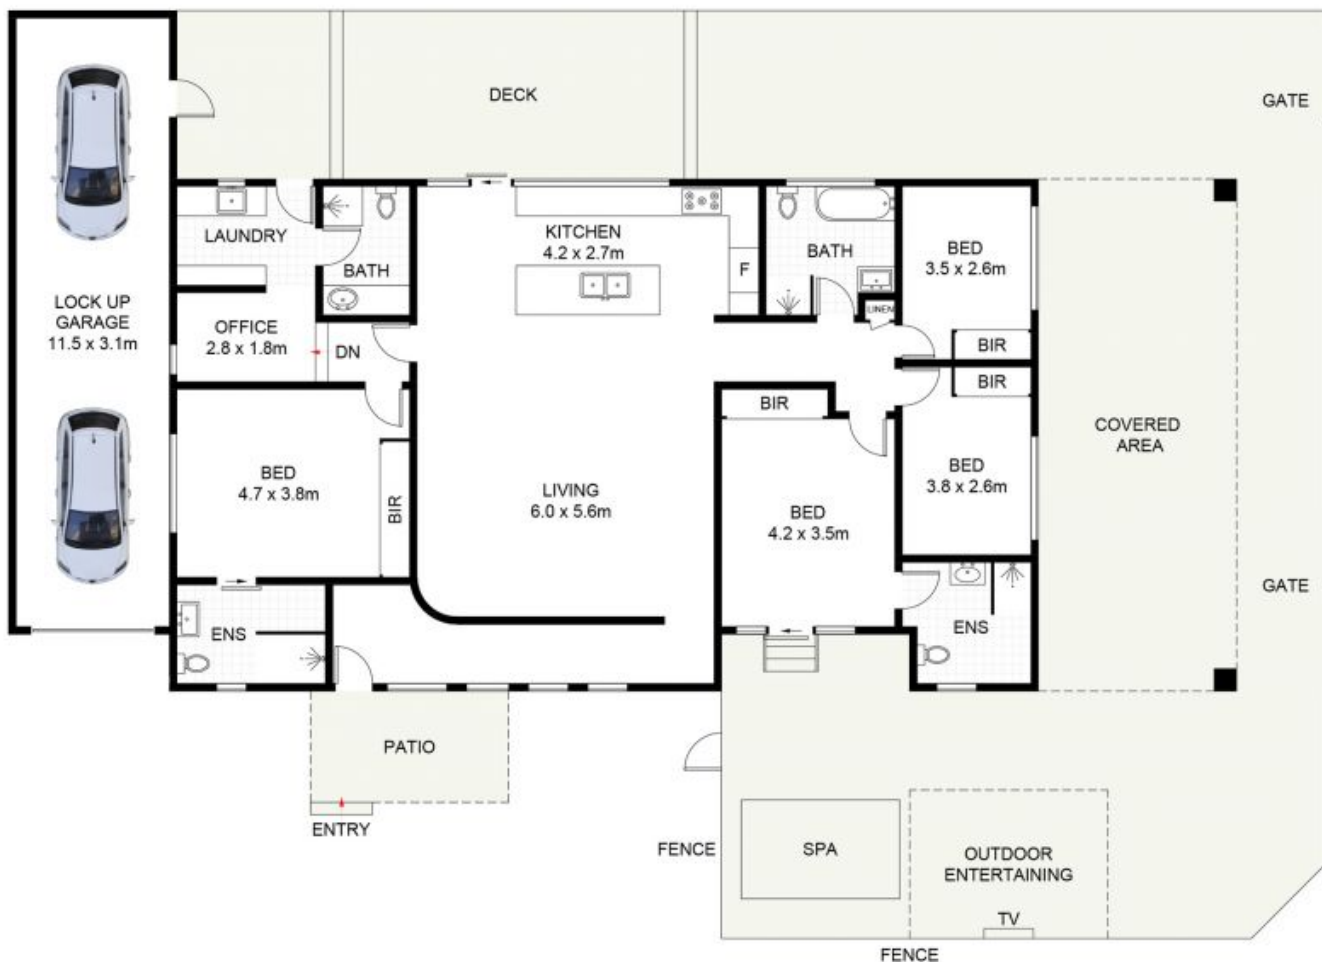 DECK
GATE
LAUNDRY
BATH
KITCHEN
4.2 x 2.7m
F
BATH
LINEN
BED
3.5 x 2.6m
BIR
LOCK UP
GARAGE
11.5 x 3.1m
OFFICE
2.8 x 1.8m
DN
BIR
BIR
COVERED
AREA
BED
4.7 x 3.8m
BIR
LIVING
6.0 x 5.6m
BED
4.2 x 3.5m
BED
3.8 x 2.6m
GATE
ENS
ENS
PATIO
ENTRY
FENCE
SPA
OUTDOOR
ENTERTAINING
TV
FENCE